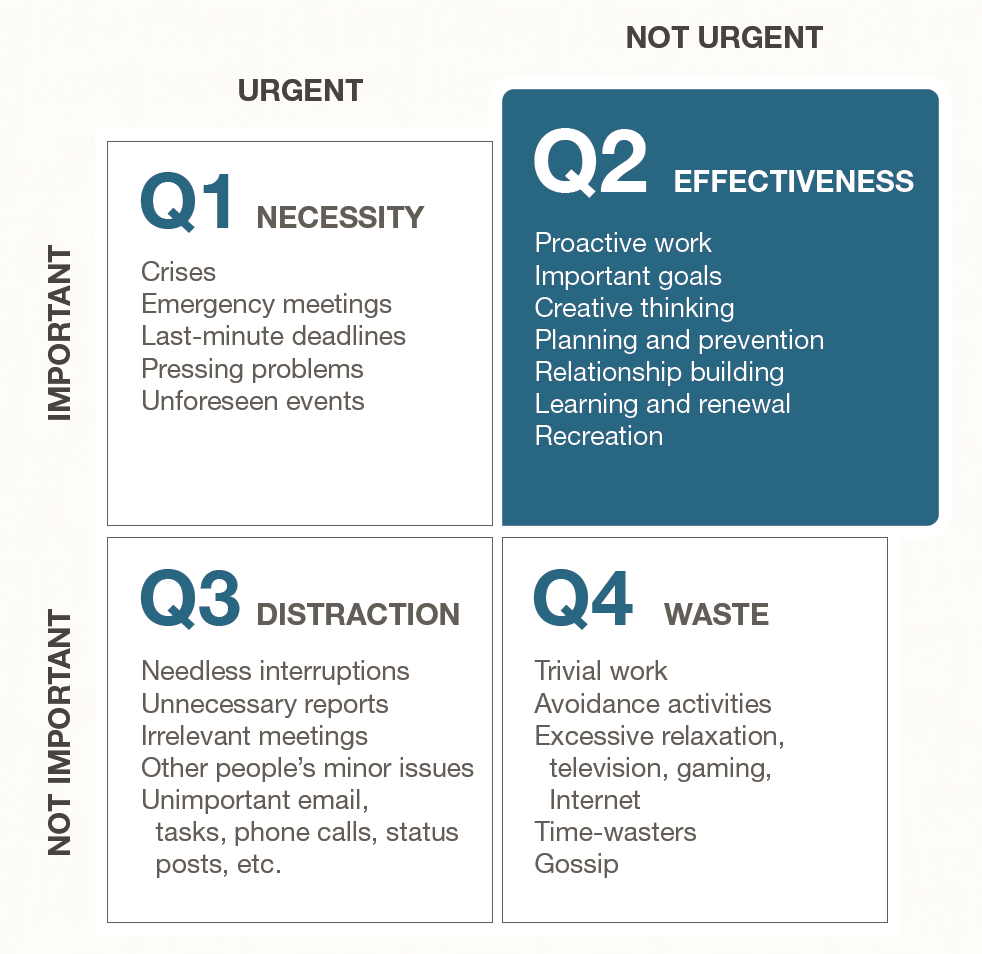 NOT URGENT
URGENT
IMPORTANT
Q1 NECESSITY
Crises
Emergency meetings
Last-minute deadlines
Pressing problems
Unforeseen events
Q2 EFFECTIVENESS
Proactive work
Important goals
Creative thinking
Planning and prevention
Relationship building
Learning and renewal
Recreation
NOT IMPORTANT
Q3 DISTRACTION
Needless interruptions
Unnecessary reports
Irrelevant meetings
Other people’s minor issues
Unimportant email,
tasks, phone calls, status
posts, etc.
Q4 WASTE
Trivial work
Avoidance activities
Excessive relaxation,
television, gaming,
Internet
Time-wasters
Gossip